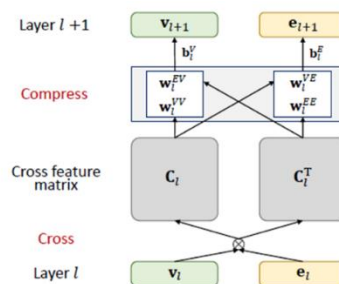 Layer l +1 v_{l+1} e_{l+1}
b_l^V b_l^E
Compress w_l^{EV} w_l^{VE}
w_l^{VV} w_l^{EE}
Cross feature
matrix C_l C_l^T
Cross ⊗
Layer l v_l e_l